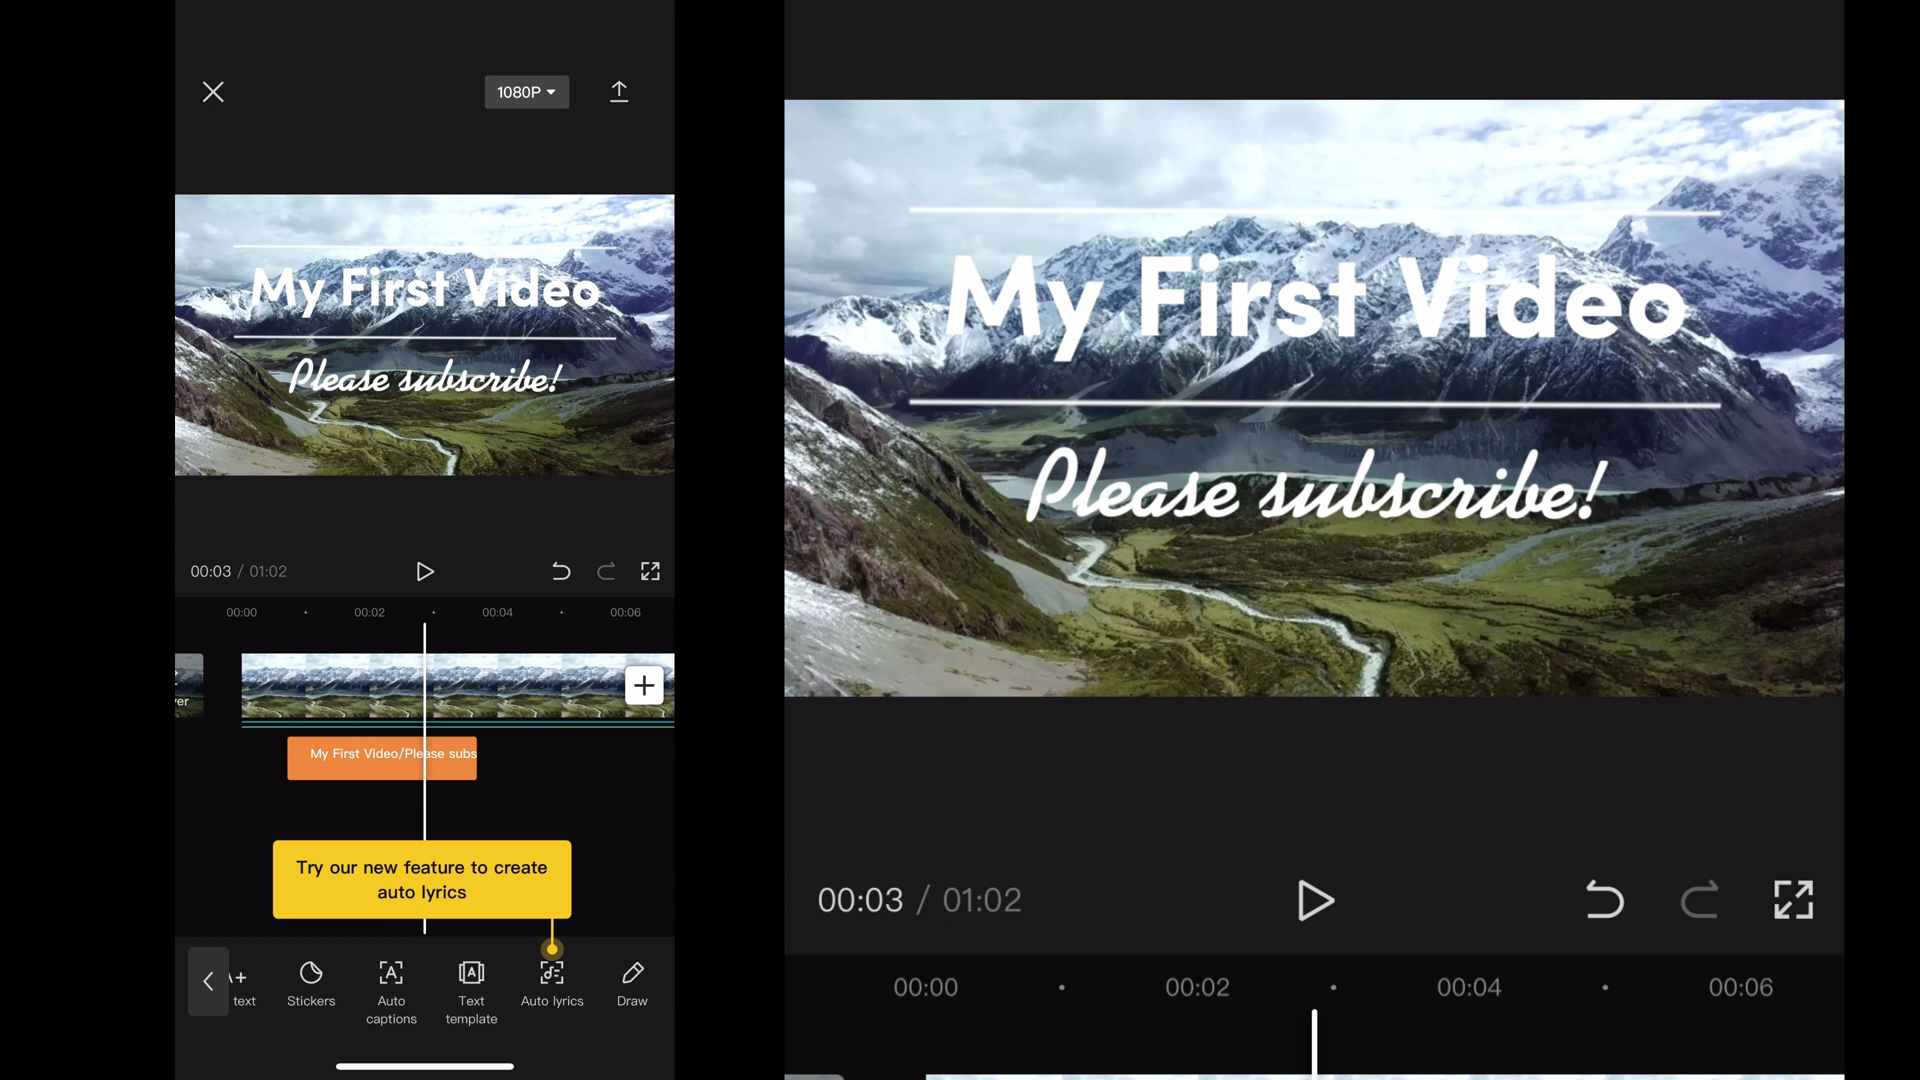 1080P
My First Video
Please subscribe!
00:03 / 01:02
00:00
00:02
00:04
00:06
ver
My First Video/Please subs
Try our new feature to create
auto lyrics
text
Stickers
Auto
captions
Text
template
Auto lyrics
Draw
My First Video
Please subscribe!
00:03 / 01:02
00:00
00:02
00:04
00:06